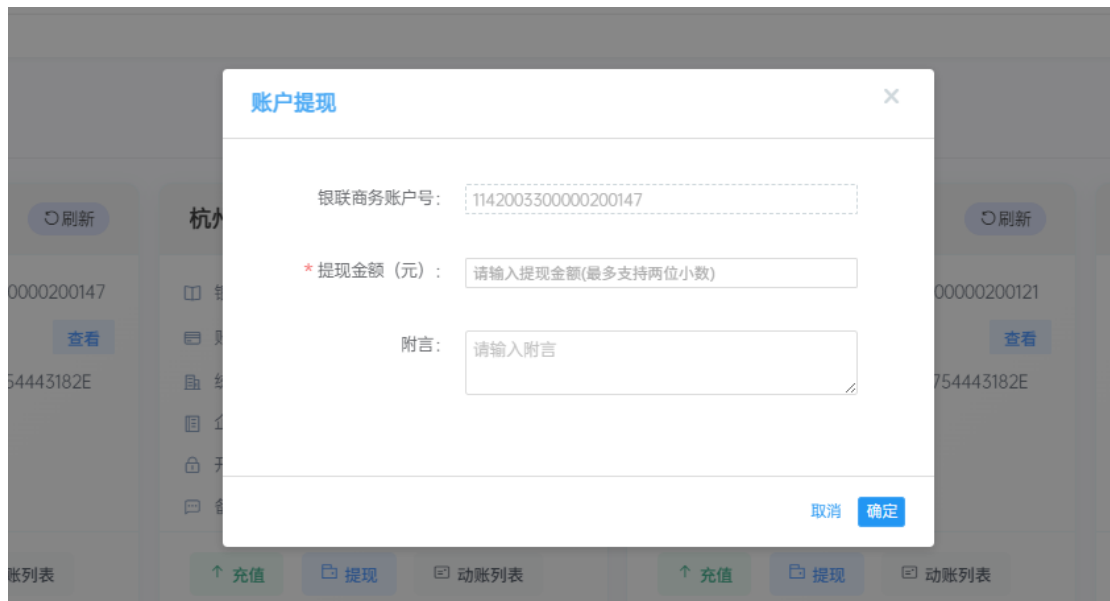 账户提现
银联商务账户号：
1142003300000200147
* 提现金额（元）：
请输入提现金额(最多支持两位小数)
附言：
请输入附言
取消
确定
刷新
杭州
刷新
0000200147
00000200121
查看
查看
54443182E
754443182E
账列表
充值
提现
动账列表
充值
提现
动账列表